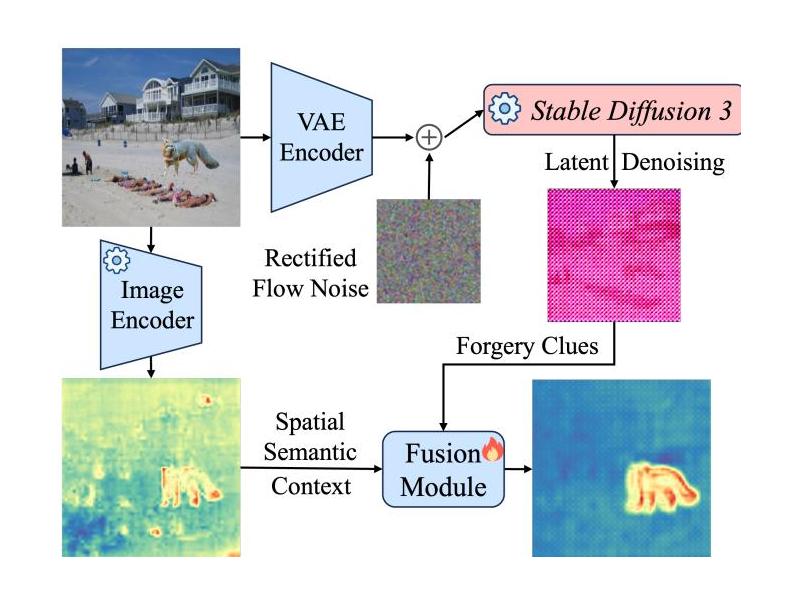 VAE
Encoder
Stable Diffusion 3
Latent Denoising
Rectified
Flow Noise
Image
Encoder
Forgery Clues
Spatial
Semantic
Context
Fusion
Module